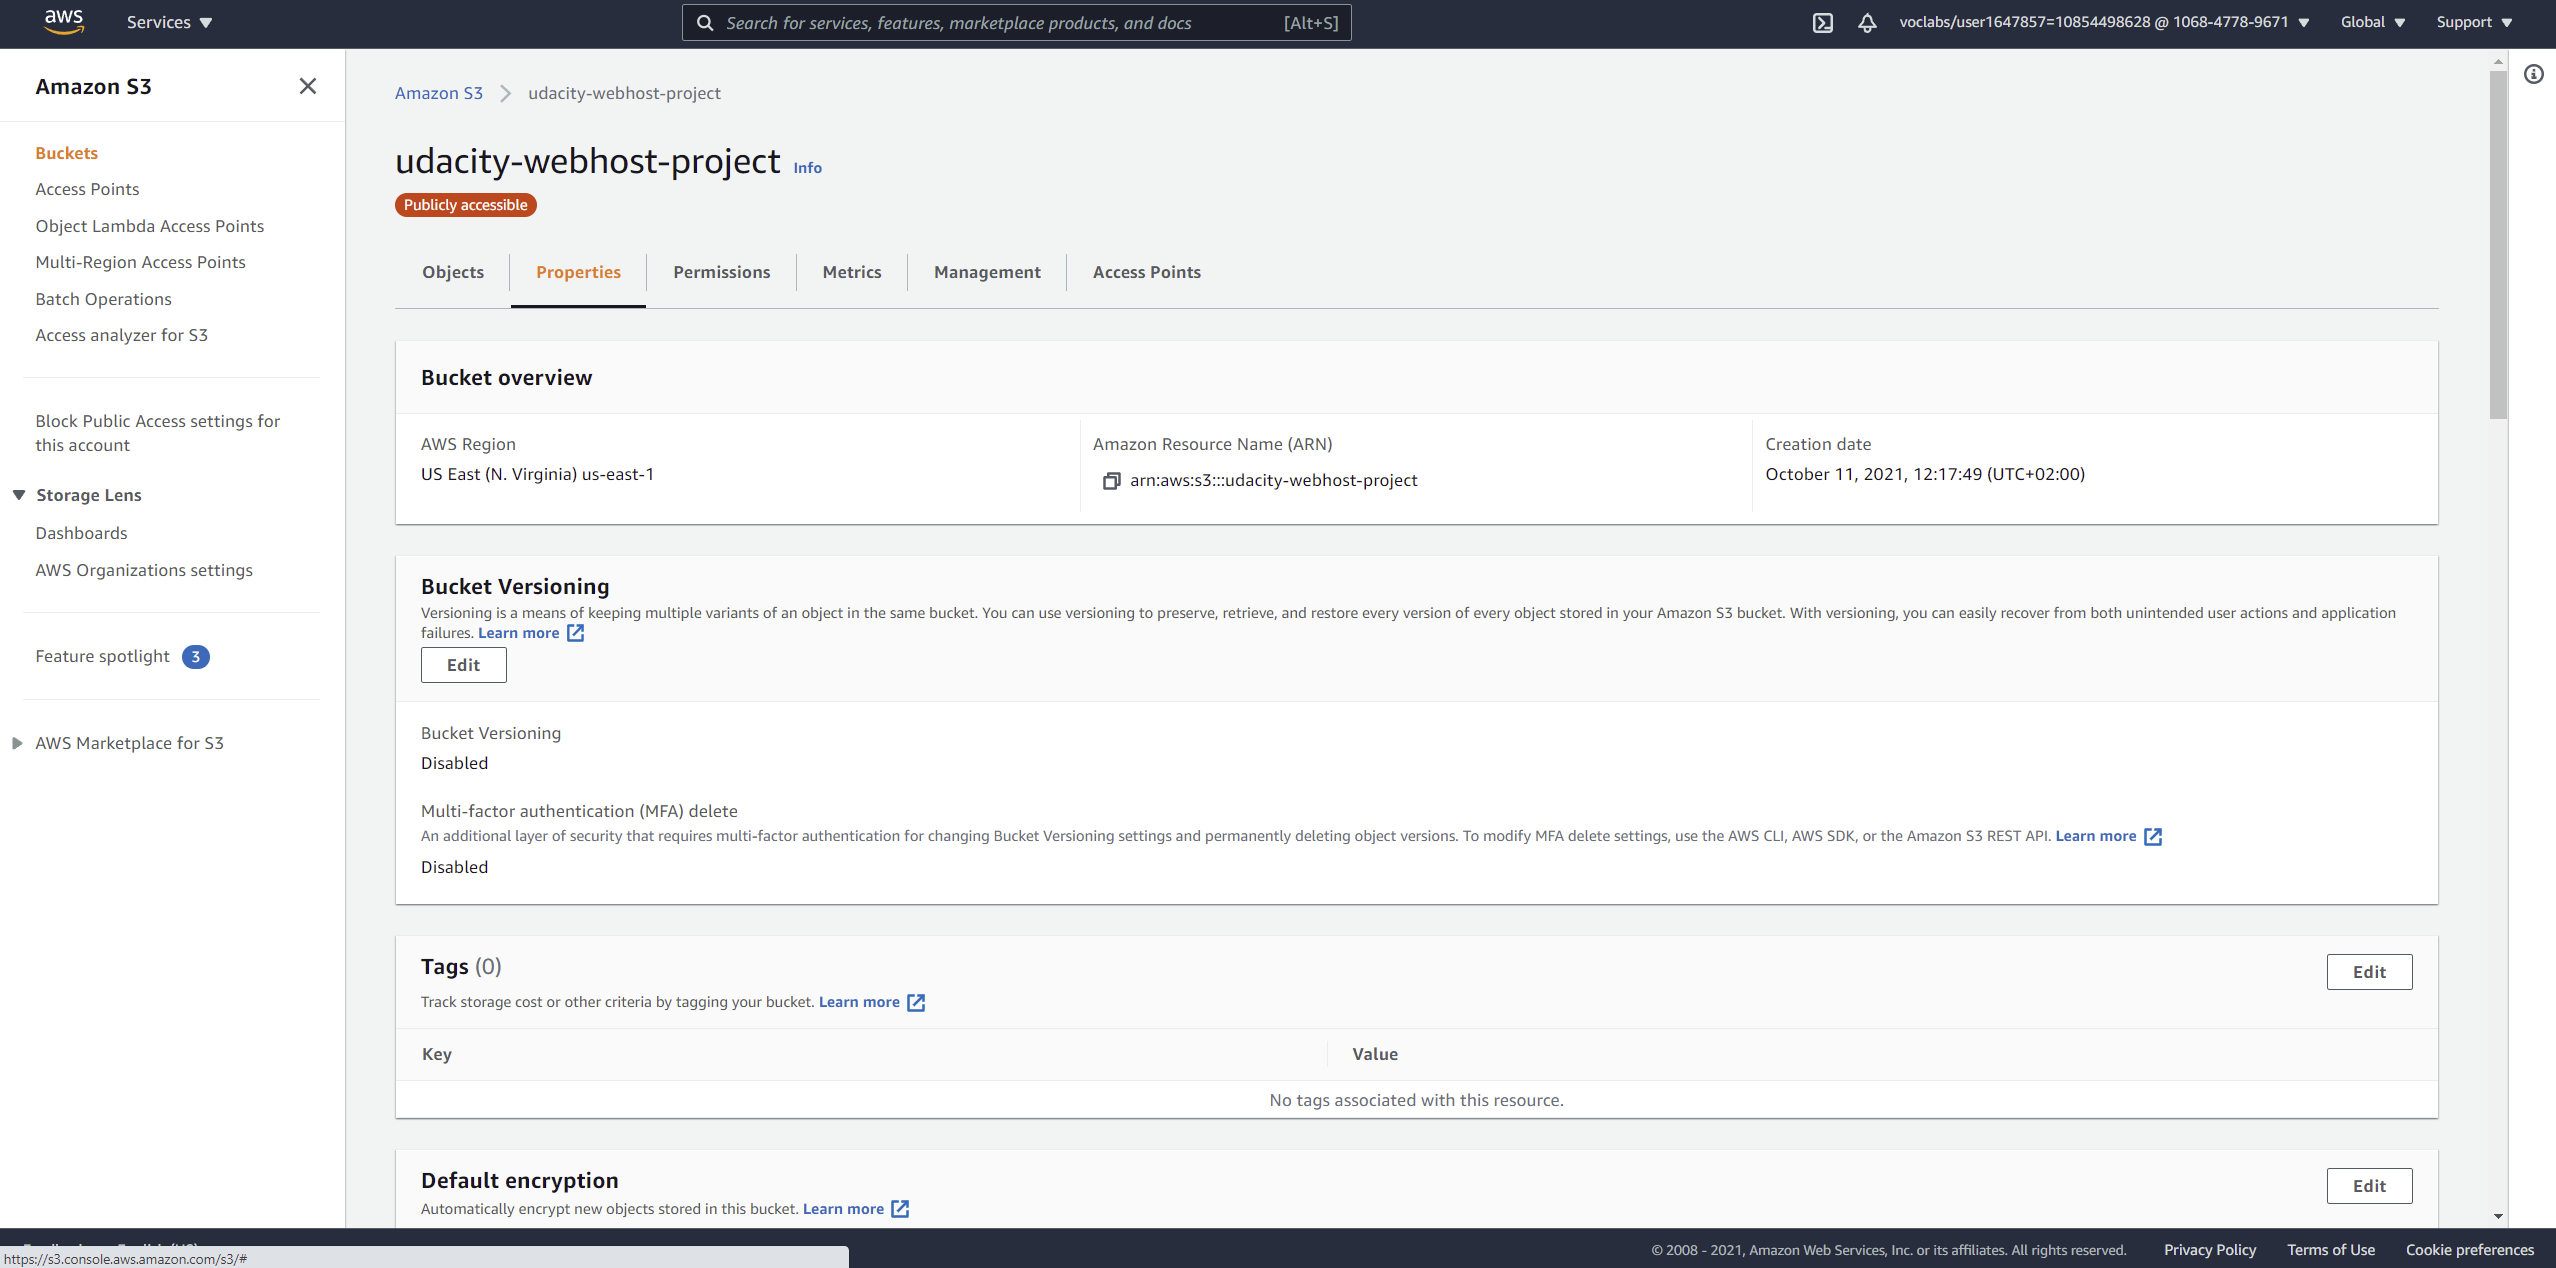 aws
Services
Search for services, features, marketplace products, and docs [Alt+S]
voclabs/user1647857=10854498628 @ 1068-4778-9671
Global
Support
Amazon S3
Buckets
Access Points
Object Lambda Access Points
Multi-Region Access Points
Batch Operations
Access analyzer for S3
Block Public Access settings for
this account
Storage Lens
Dashboards
AWS Organizations settings
Feature spotlight 3
AWS Marketplace for S3
Amazon S3 udacity-webhost-project
udacity-webhost-project Info
Publicly accessible
Objects Properties Permissions Metrics Management Access Points
Bucket overview
AWS Region
US East (N. Virginia) us-east-1
Amazon Resource Name (ARN)
arn:aws:s3:::udacity-webhost-project
Creation date
October 11, 2021, 12:17:49 (UTC+02:00)
Bucket Versioning
Versioning is a means of keeping multiple variants of an object in the same bucket. You can use versioning to preserve, retrieve, and restore every version of every object stored in your Amazon S3 bucket. With versioning, you can easily recover from both unintended user actions and application
failures. Learn more
Edit
Bucket Versioning
Disabled
Multi-factor authentication (MFA) delete
An additional layer of security that requires multi-factor authentication for changing Bucket Versioning settings and permanently deleting object versions. To modify MFA delete settings, use the AWS CLI, AWS SDK, or the Amazon S3 REST API. Learn more
Disabled
Tags (0)
Edit
Track storage cost or other criteria by tagging your bucket. Learn more
Key Value
No tags associated with this resource.
Default encryption
Edit
Automatically encrypt new objects stored in this bucket. Learn more
https://s3.console.aws.amazon.com/s3/#
© 2008 - 2021, Amazon Web Services, Inc. or its affiliates. All rights reserved. Privacy Policy Terms of Use Cookie preferences